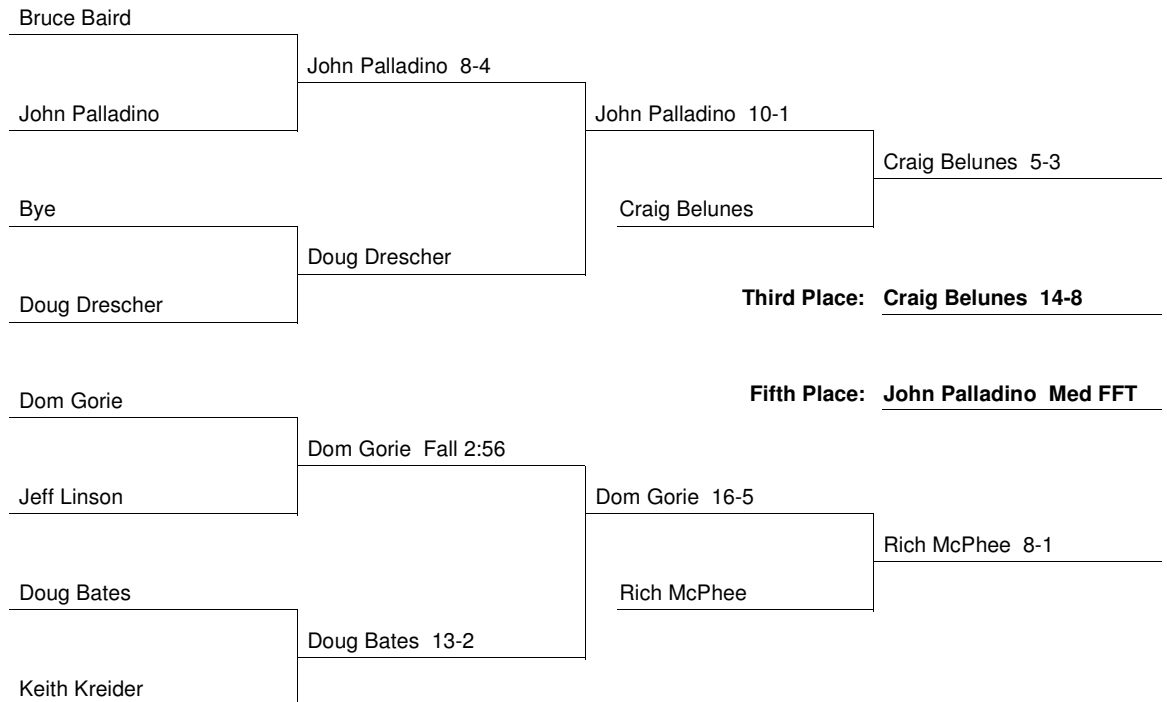 Bruce Baird
John Palladino 8-4
John Palladino
John Palladino 10-1
Craig Belunes 5-3
Bye
Craig Belunes
Doug Drescher
Doug Drescher
Third Place: Craig Belunes 14-8
Fifth Place: John Palladino Med FFT
Dom Gorie
Dom Gorie Fall 2:56
Jeff Linson
Dom Gorie 16-5
Rich McPhee 8-1
Doug Bates
Rich McPhee
Doug Bates 13-2
Keith Kreider